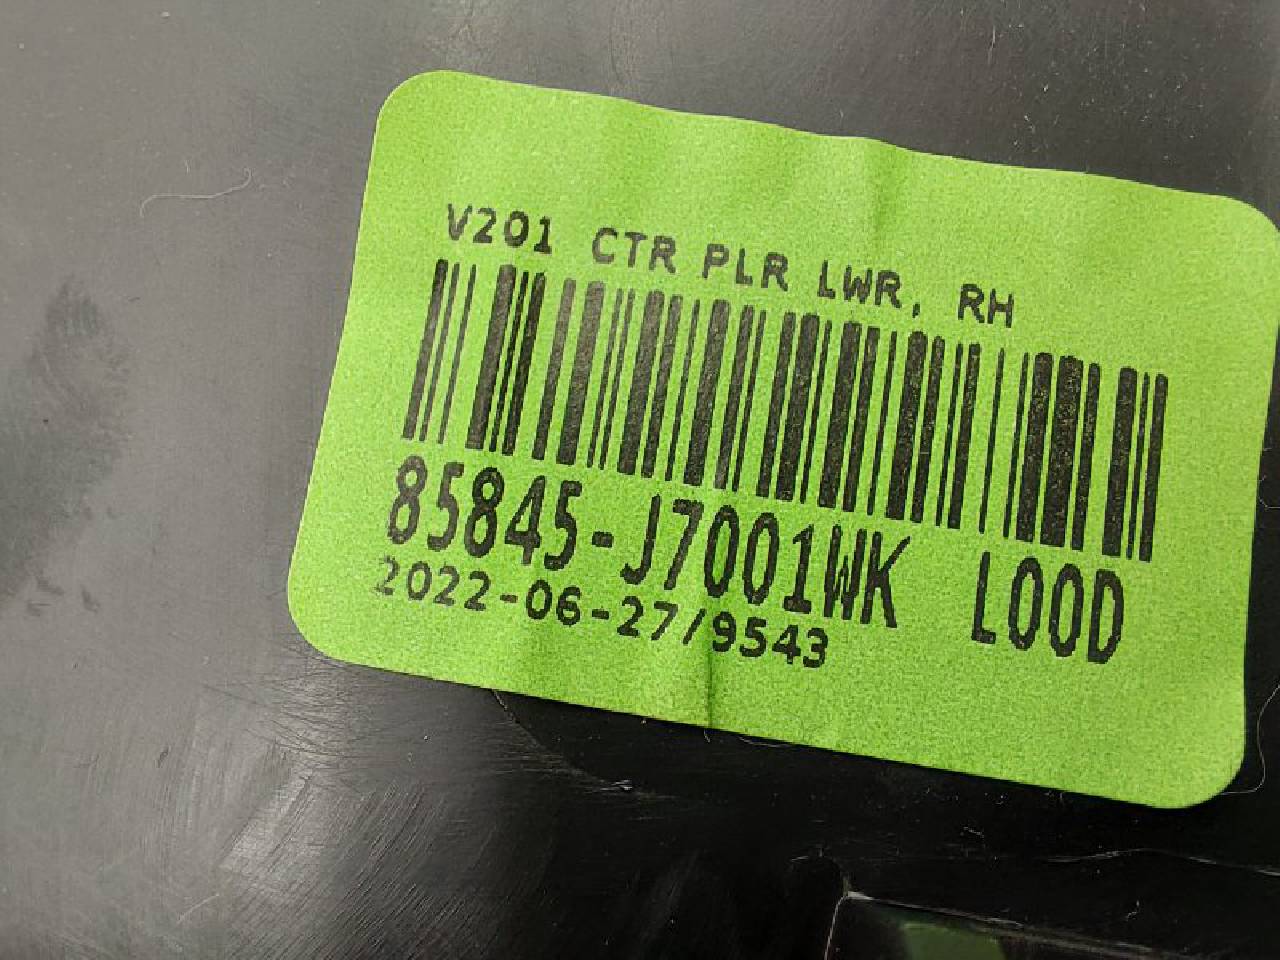 V201 CTR PLR LWR, RH
85845-J7001WK L00D
2022-06-27/9543